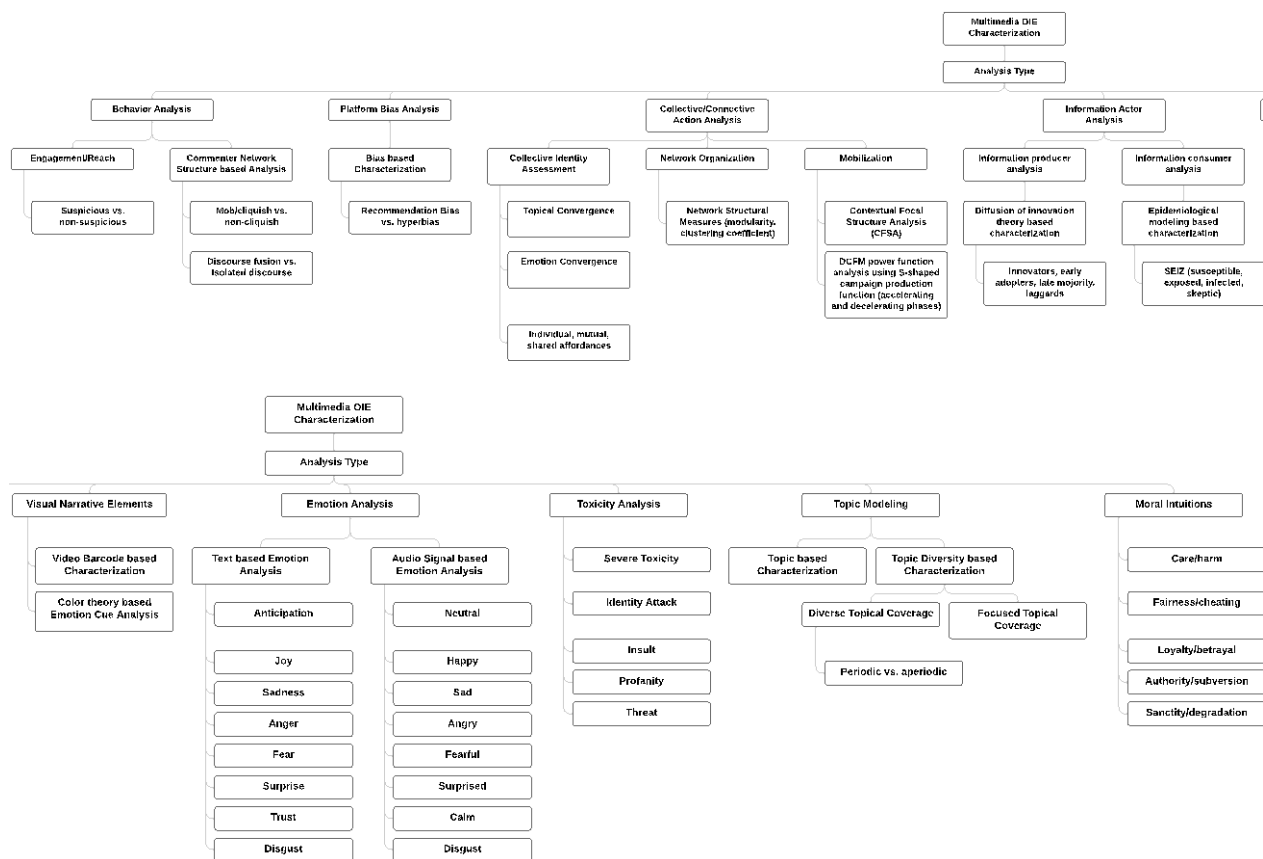 Multimedia OIE
Characterization
Analysis Type
Behavior Analysis
Platform Bias Analysis
Collective/Connective
Action Analysis
Information Actor
Analysis
Engagement/Reach
Commenter Network
Structure based Analysis
Bias based
Characterization
Collective Identity
Assessment
Network Organization
Mobilization
Information producer
analysis
Information consumer
analysis
Suspicious vs.
non-suspicious
Mob/cliquish vs.
non-cliquish
Recommendation Bias
vs. hyperbias
Topical Convergence
Network Structural
Measures (modularity,
clustering coefficient)
Contextual Focal
Structure Analysis
(CFSA)
Diffusion of innovation
theory based
characterization
Epidemiological
modeling based
characterization
Discourse fusion vs.
Isolated discourse
Emotion Convergence
DCFM power function
analysis using S-shaped
campaign production
function (accelerating
and decelerating phases)
Innovators, early
adopters, late mojority,
laggards
SEIZ (susceptible,
exposed, infected,
skeptic)
Individual, mutual,
shared affordances
Multimedia OIE
Characterization
Analysis Type
Visual Narrative Elements
Emotion Analysis
Toxicity Analysis
Topic Modeling
Moral Intuitions
Video Barcode based
Characterization
Text based Emotion
Analysis
Audio Signal based
Emotion Analysis
Severe Toxicity
Topic based
Characterization
Topic Diversity based
Characterization
Care/harm
Color theory based
Emotion Cue Analysis
Anticipation
Neutral
Identity Attack
Diverse Topical Coverage
Focused Topical
Coverage
Fairness/cheating
Joy
Happy
Insult
Periodic vs. aperiodic
Loyalty/betrayal
Sadness
Sad
Profanity
Authority/subversion
Anger
Angry
Threat
Sanctity/degradation
Fear
Fearful
Surprise
Surprised
Trust
Calm
Disgust
Disgust